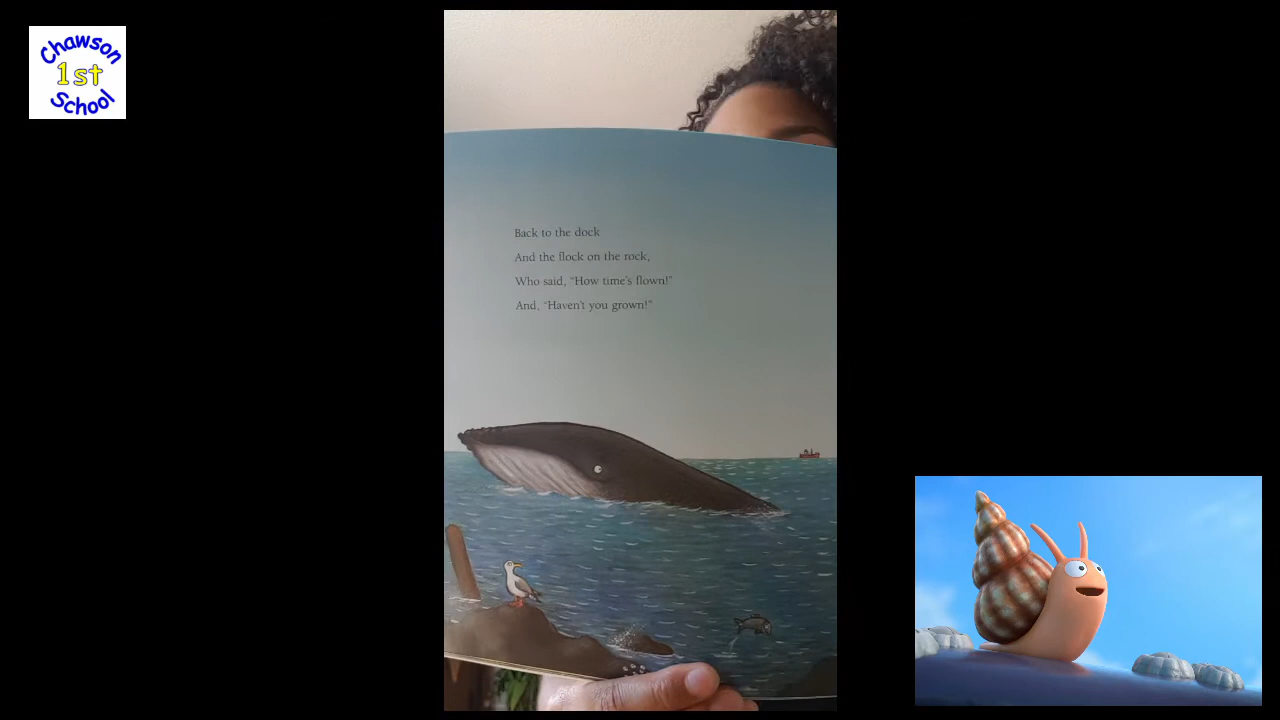 Chawson
1st
School
Back to the dock
And the flock on the rock,
Who said, “How time's flown!”
And, “Haven't you grown!”